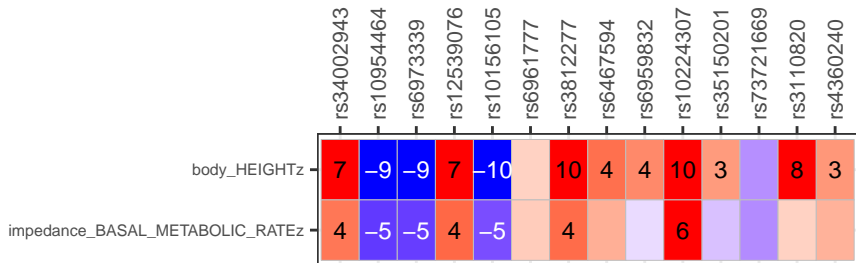 rs34002943
rs10954464
rs6973339
rs12539076
rs10156105
rs6961777
rs3812277
rs6467594
rs6959832
rs10224307
rs35150201
rs73721669
rs3110820
rs4360240
body_HEIGHTz 7 −9 −9 7 −10 10 4 4 10 3 8 3
impedance_BASAL_METABOLIC_RATEz 4 −5 −5 4 −5 4 6